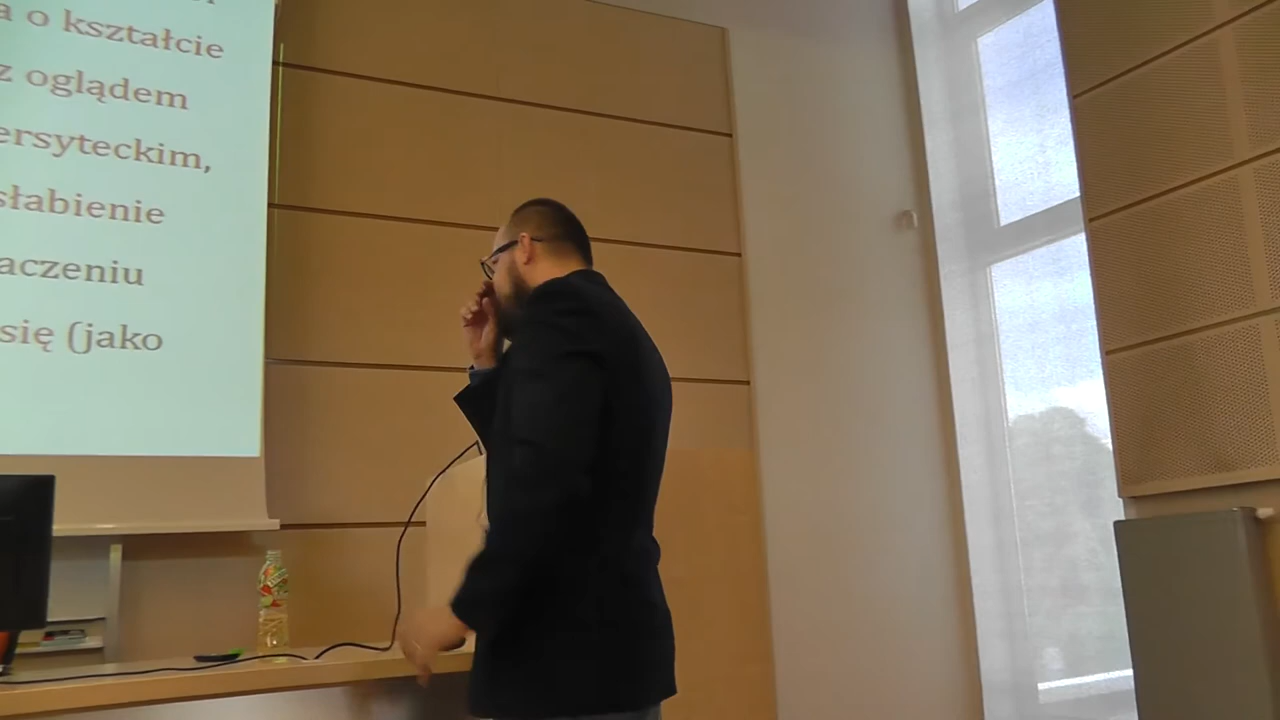 a o kształcie
z oglądem
ersyteckim,
słabienie
aczeniu
się (jako